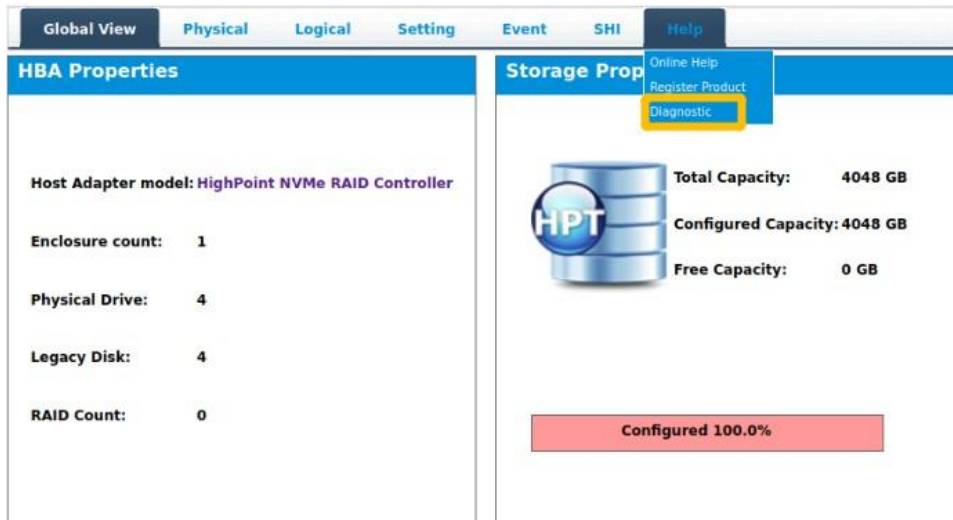 Global View Physical Logical Setting Event SHI Help
Online Help
Register Product
Diagnostic
HBA Properties
Host Adapter model: HighPoint NVMe RAID Controller
Enclosure count: 1
Physical Drive: 4
Legacy Disk: 4
RAID Count: 0
Storage Prop
HPT
Total Capacity: 4048 GB
Configured Capacity: 4048 GB
Free Capacity: 0 GB
Configured 100.0%